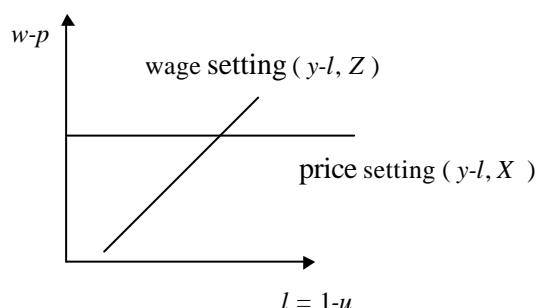 w-p
wage setting ( y-l, Z )
price setting ( y-l, X )
l = 1-u